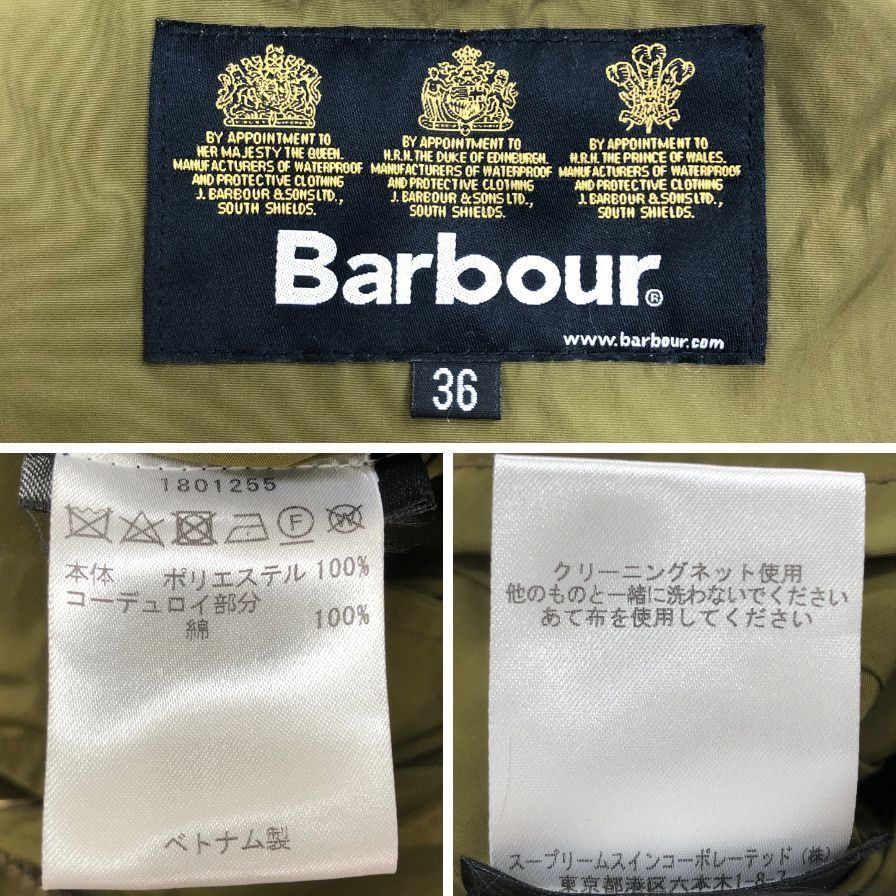 BY APPOINTMENT TO
HER MAJESTY THE QUEEN.
MANUFACTURERS OF WATERPROOF
AND PROTECTIVE CLOTHING
J. BARBOUR & SONS LTD.,
SOUTH SHIELDS.
BY APPOINTMENT TO
H.R.H. THE DUKE OF EDINBURGH.
MANUFACTURERS OF WATERPROOF
AND PROTECTIVE CLOTHING
J. BARBOUR & SONS LTD.,
SOUTH SHIELDS.
BY APPOINTMENT TO
H.R.H. THE PRINCE OF WALES.
MANUFACTURERS OF WATERPROOF
AND PROTECTIVE CLOTHING
J. BARBOUR & SONS LTD.,
SOUTH SHIELDS.
Barbour®
www.barbour.com
36
1801255
F W
本体 ポリエステル 100%
コーデュロイ部分
綿 100%
ベトナム製
クリーニングネット使用
他のものと一緒に洗わないでください
あて布を使用してください
スープリームスインコーポレーテッド(株)
東京都港区六本木1-8-7